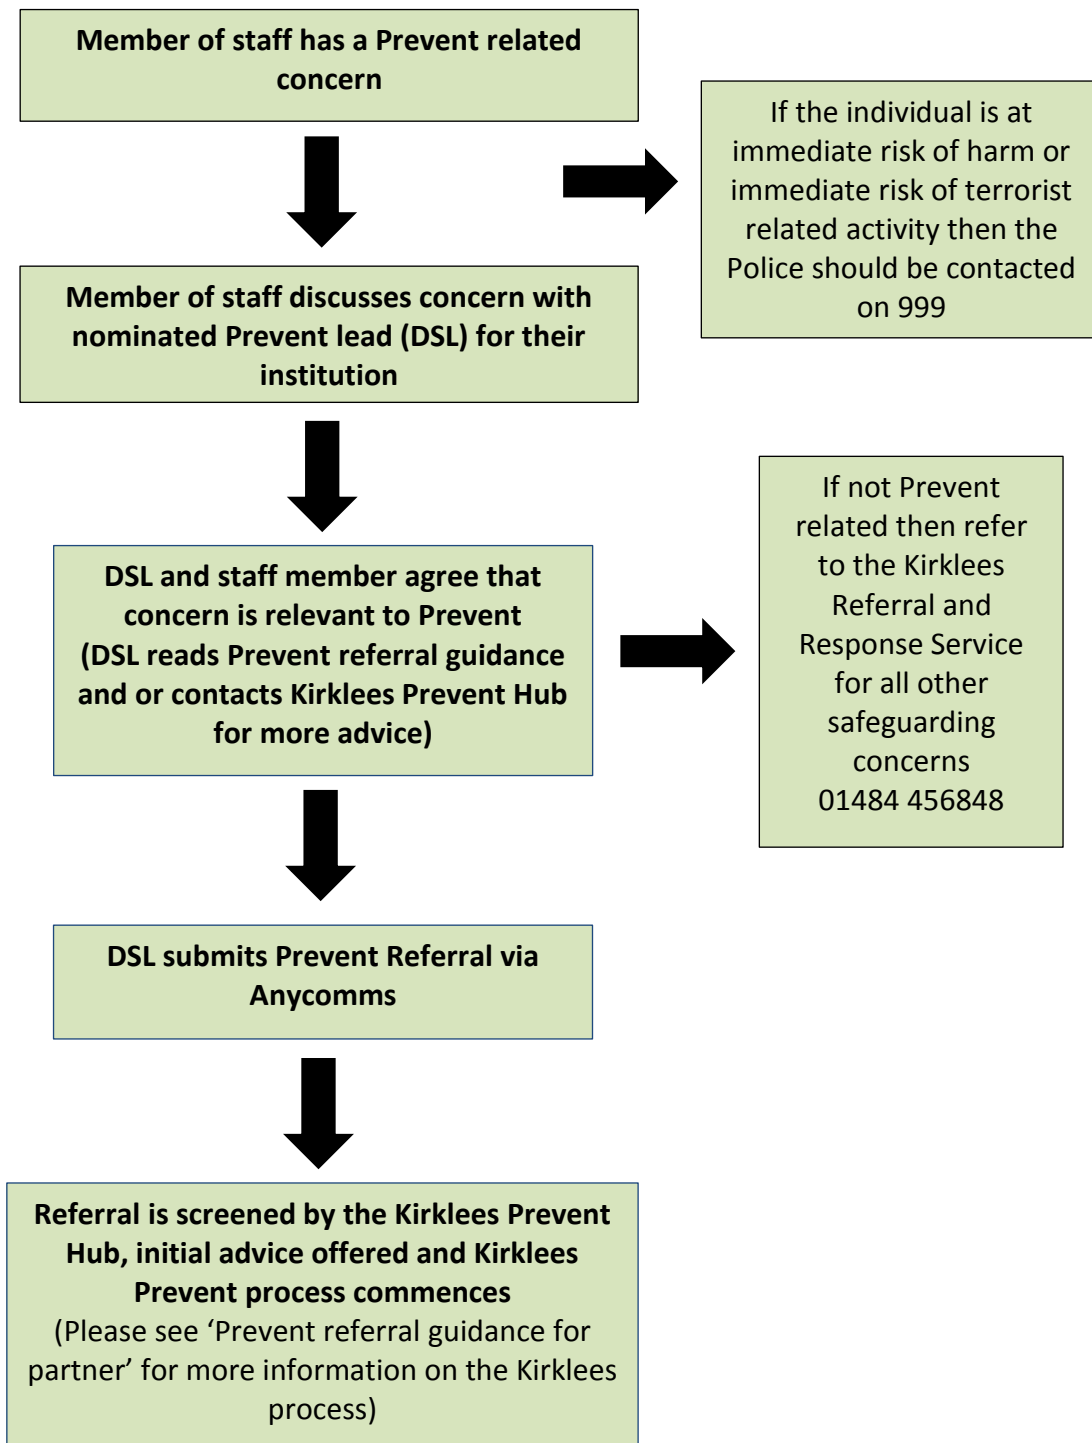 Member of staff has a Prevent related
concern
If the individual is at
immediate risk of harm or
immediate risk of terrorist
related activity then the
Police should be contacted
on 999
Member of staff discusses concern with
nominated Prevent lead (DSL) for their
institution
DSL and staff member agree that
concern is relevant to Prevent
(DSL reads Prevent referral guidance
and or contacts Kirklees Prevent Hub
for more advice)
If not Prevent
related then refer
to the Kirklees
Referral and
Response Service
for all other
safeguarding
concerns
01484 456848
DSL submits Prevent Referral via
Anycomms
Referral is screened by the Kirklees Prevent
Hub, initial advice offered and Kirklees
Prevent process commences
(Please see ‘Prevent referral guidance for
partner’ for more information on the Kirklees
process)